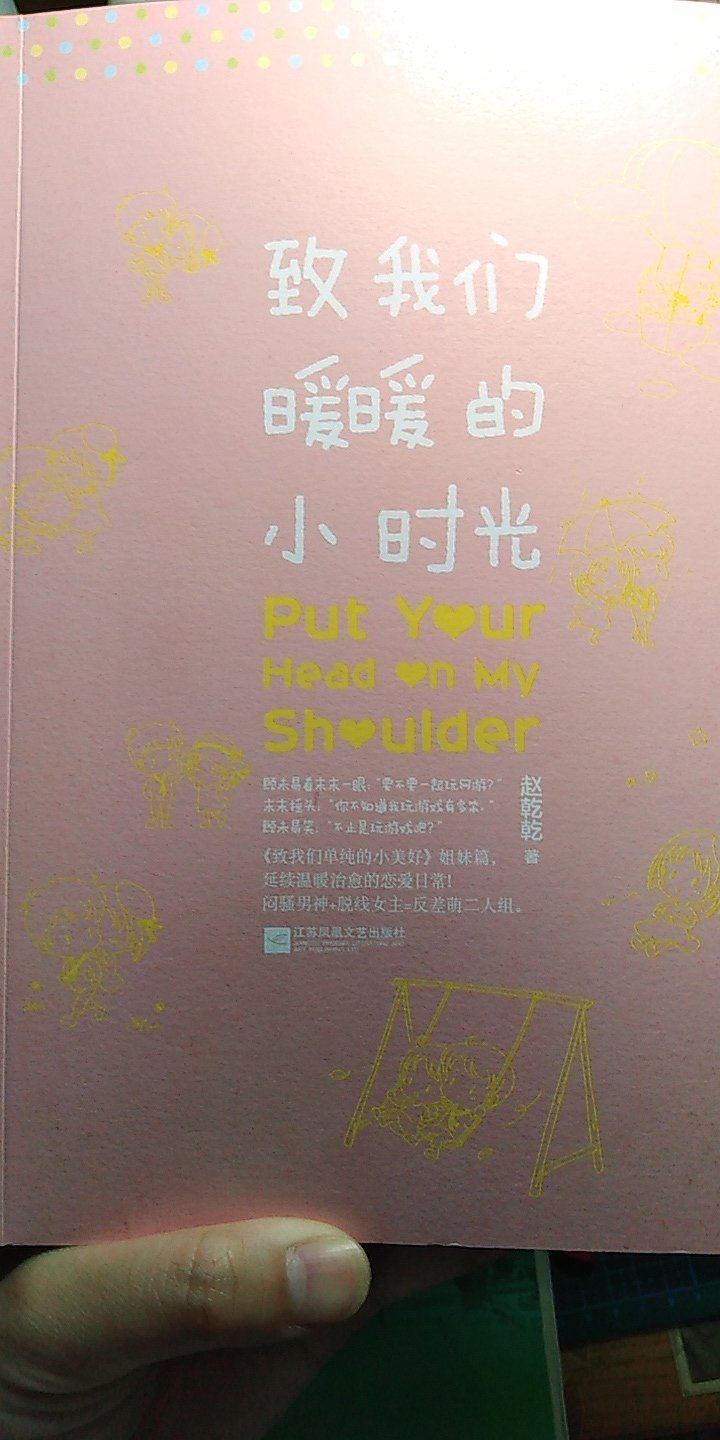 致我们
暖暖的
小时光
Put Your
Head on My
Shoulder
顾未易看末末一眼："要不要一起玩网游？"
末末摇头："你不知道我玩游戏有多笨。"
顾未易笑："不止是玩游戏吧？"
赵乾乾 著
《致我们单纯的小美好》姐妹篇，
延续温暖治愈的恋爱日常！
闷骚男神+脱线女主=反差萌二人组。
江苏凤凰文艺出版社